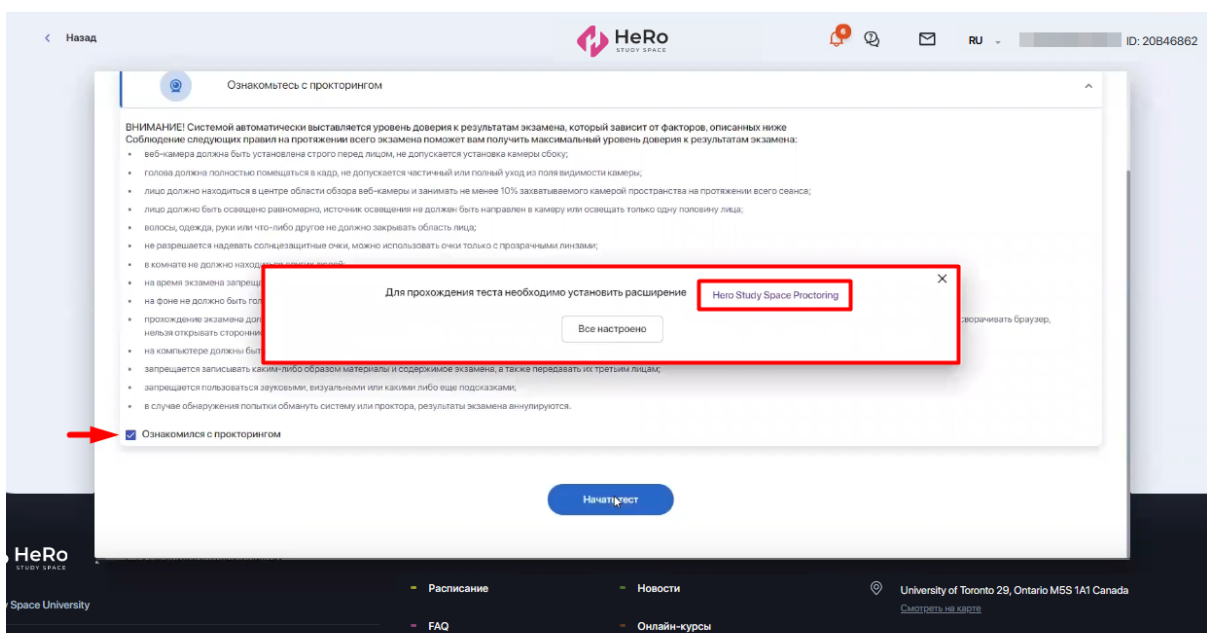 Назад
HeRo
STUDY SPACE
RU
ID: 20B46862
Ознакомьтесь с прокторингом
ВНИМАНИЕ! Системой автоматически выставляется уровень доверия к результатам экзамена, который зависит от факторов, описанных ниже
Соблюдение следующих правил на протяжении всего экзамена поможет вам получить максимальный уровень доверия к результатам экзамена:
веб-камера должна быть установлена строго перед лицом, не допускается установка камеры сбоку;
голова должна полностью помещаться в кадр, не допускается частичный или полный уход из поля видимости камеры;
лицо должно находиться в центре области обзора веб-камеры и занимать не менее 10% захватываемого камерой пространства на протяжении всего сеанса;
лицо должно быть освещено равномерно, источник освещения не должен быть направлен в камеру или освещать только одну половину лица;
волосы, одежда, руки или что-либо другое не должно закрывать область лица;
не разрешается надевать солнцезащитные очки, можно использовать очки только с прозрачными линзами;
в комнате не должно
на время экзамена
на фоне не должно быть
прохождение экзамена сворачивать браузер,
нельзя открывать
на компьютере должны
Для прохождения теста необходимо установить расширение Hero Study Space Proctoring
Все настроено
запрещается записывать каким-либо образом материалы и содержимое экзамена, а также передавать их третьим лицам;
запрещается пользоваться звуковыми, визуальными или какими либо еще подсказками;
в случае обнаружения попытки обмануть систему или проктора, результаты экзамена аннулируются.
Ознакомился с прокторингом
Начать тест
HeRo
STUDY SPACE
Space University
Расписание
Новости
University of Toronto 29, Ontario M5S 1A1 Canada
Смотреть на карте
FAQ
Онлайн-курсы